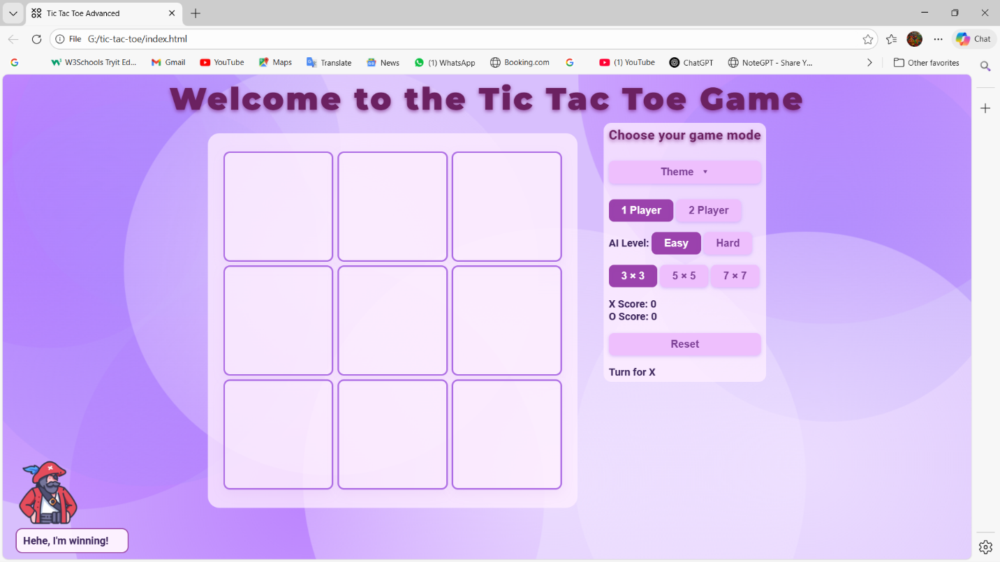 Tic Tac Toe Advanced
File G:/tic-tac-toe/index.html
Chat
W3Schools Tryit Ed...
Gmail
YouTube
Maps
Translate
News
(1) WhatsApp
Booking.com
(1) YouTube
ChatGPT
NoteGPT - Share Y...
Other favorites
Welcome to the Tic Tac Toe Game
Choose your game mode
Theme ▼
1 Player 2 Player
AI Level: Easy Hard
3 × 3 5 × 5 7 × 7
X Score: 0
O Score: 0
Reset
Turn for X
Hehe, I'm winning!